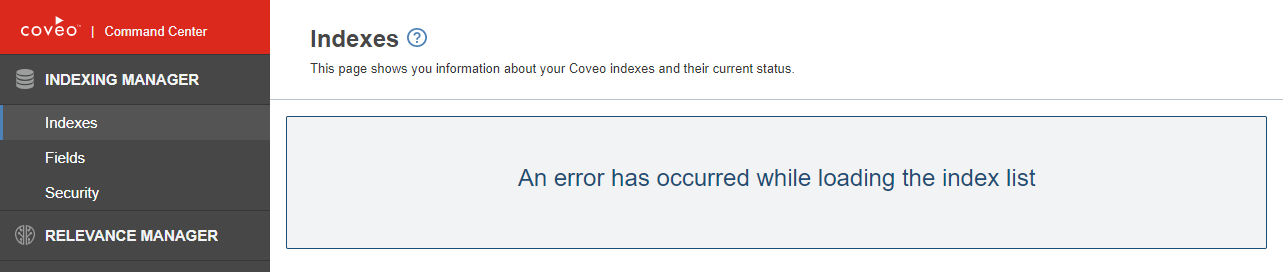 coveo™ | Command Center
INDEXING MANAGER
Indexes
Fields
Security
RELEVANCE MANAGER
Indexes ?
This page shows you information about your Coveo indexes and their current status.
An error has occurred while loading the index list